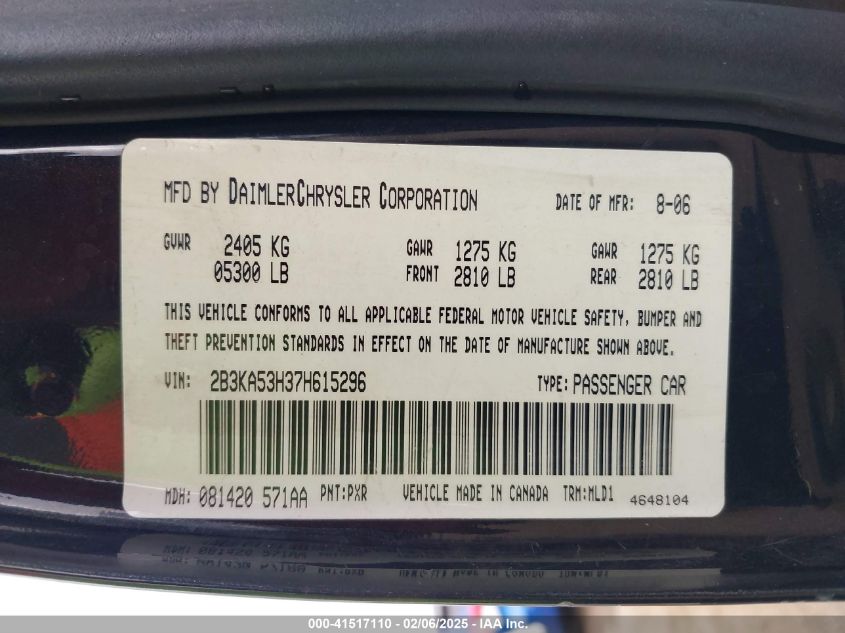 MFD BY DAIMLERCHRYSLER CORPORATION DATE OF MFR: 8-06
GVWR 2405 KG GAWR 1275 KG GAWR 1275 KG
05300 LB FRONT 2810 LB REAR 2810 LB
THIS VEHICLE CONFORMS TO ALL APPLICABLE FEDERAL MOTOR VEHICLE SAFETY, BUMPER AND
THEFT PREVENTION STANDARDS IN EFFECT ON THE DATE OF MANUFACTURE SHOWN ABOVE.
VIN: 2B3KA53H37H615296 TYPE: PASSENGER CAR
MDH: 081420 571AA PNT:PXR VEHICLE MADE IN CANADA TRM:MLD1 4648104
000-41517110 - 02/06/2025 - © IAA Inc.